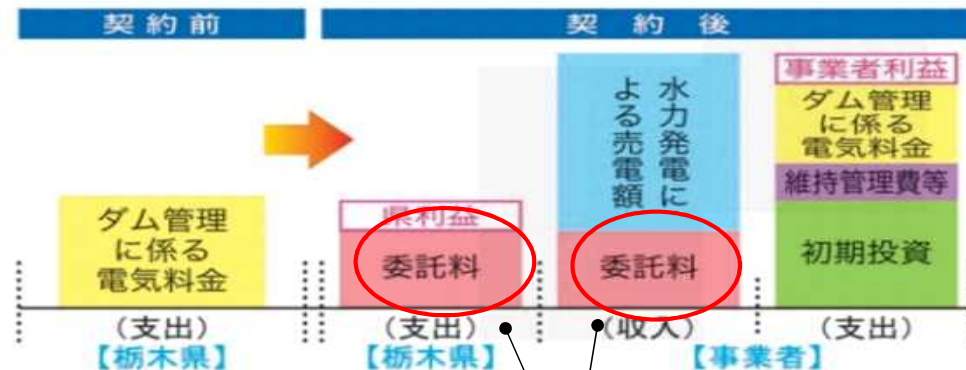 契約前
契約後
ダム管理
に係る
電気料金
(支出)
【栃木県】
県利益
委託料
(支出)
【栃木県】
水力発電に
よる売電額
委託料
(収入)
事業者利益
ダム管理
に係る
電気料金
維持管理費等
初期投資
(支出)
【事業者】